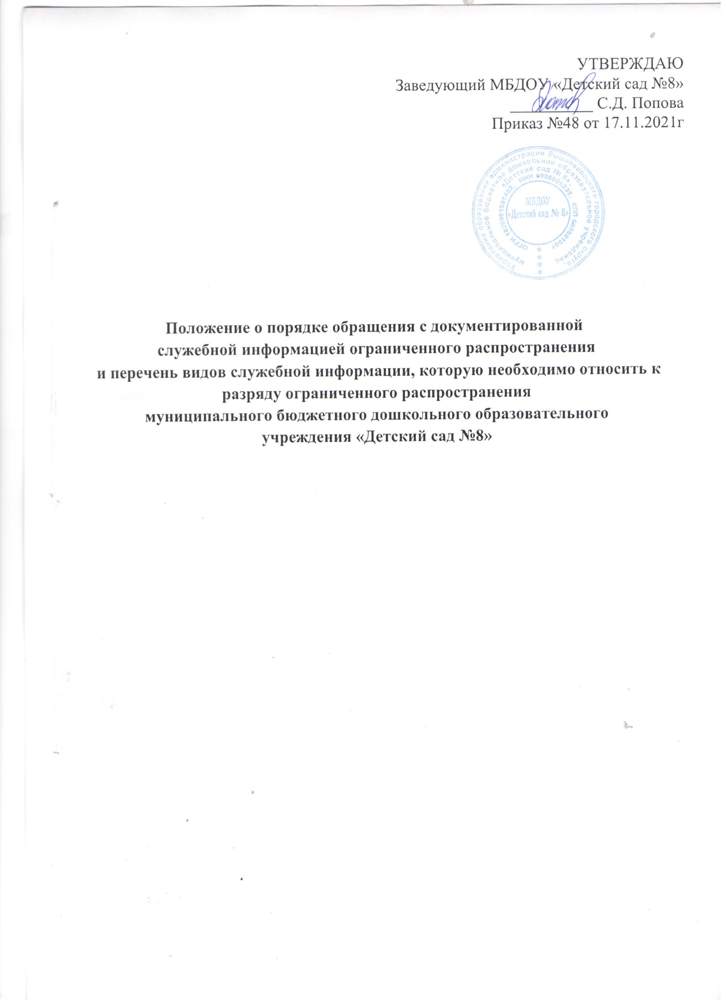 УТВЕРЖДАЮ
Заведующий МБДОУ «Детский сад №8»
__________ С.Д. Попова
Приказ №48 от 17.11.2021г
Управление образования администрации Вышневолоцкого городского округа,
муниципальное бюджетное дошкольное образовательное учреждение
«Детский сад № 8»,
ОГРН 1026901601462, ИНН 6908006230, КПП 690801001
МБДОУ
«Детский сад № 8»
Положение о порядке обращения с документированной
служебной информацией ограниченного распространения
и перечень видов служебной информации, которую необходимо относить к
разряду ограниченного распространения
муниципального бюджетного дошкольного образовательного
учреждения «Детский сад №8»